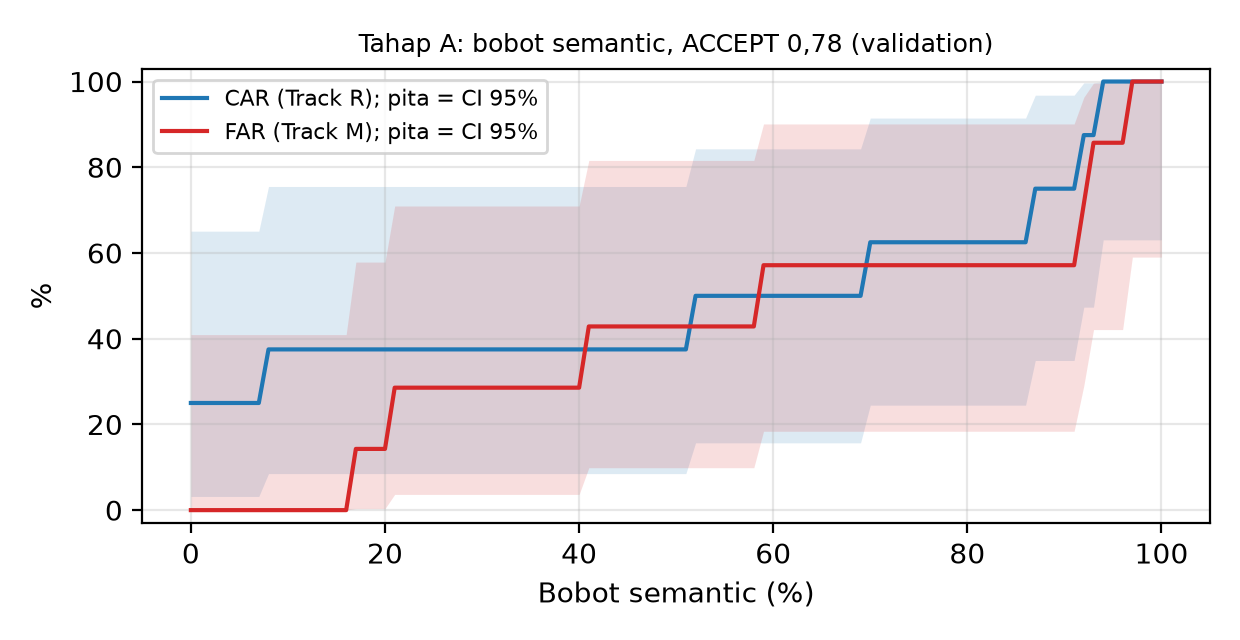 Tahap A: bobot semantic, ACCEPT 0,78 (validation)
CAR (Track R); pita = CI 95%
FAR (Track M); pita = CI 95%
100
80
60
40
20
0
%
0 20 40 60 80 100
Bobot semantic (%)